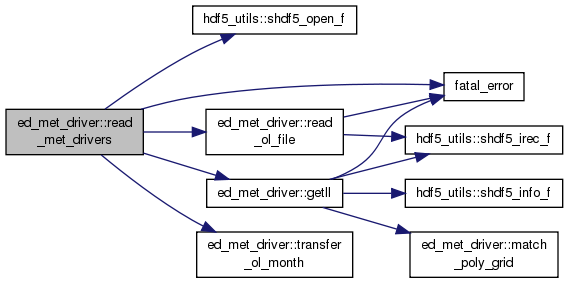 hdf5_utils::shdf5_open_f
fatal_error
ed_met_driver::read
_met_drivers
ed_met_driver::read
_ol_file
hdf5_utils::shdf5_irec_f
ed_met_driver::getll
hdf5_utils::shdf5_info_f
ed_met_driver::transfer
_ol_month
ed_met_driver::match
_poly_grid